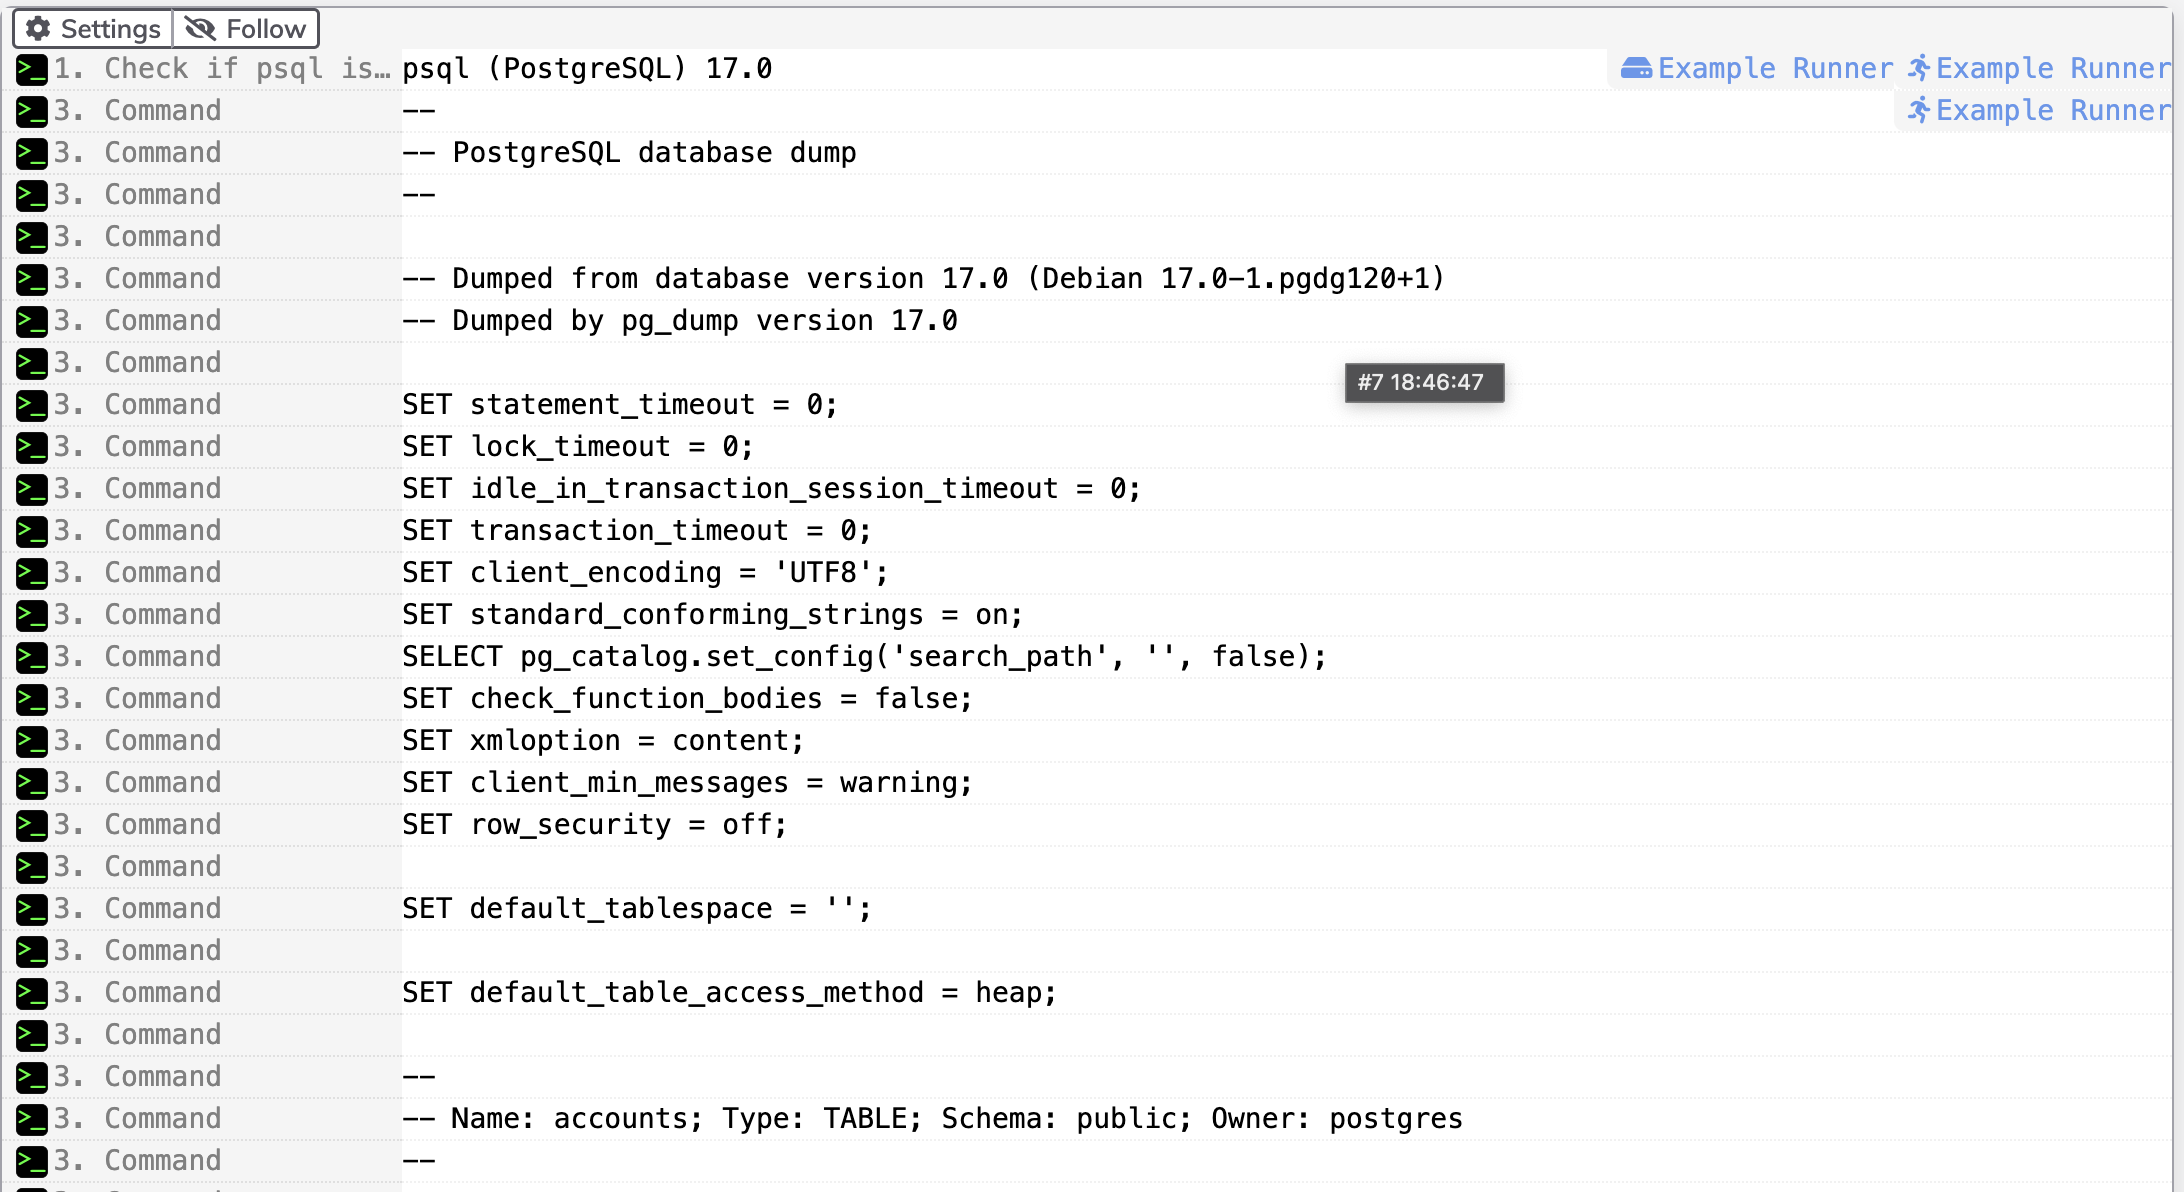 Settings Follow
1. Check if psql is… psql (PostgreSQL) 17.0 Example Runner Example Runner
3. Command -- Example Runner
3. Command -- PostgreSQL database dump
3. Command --
3. Command
3. Command -- Dumped from database version 17.0 (Debian 17.0-1.pgdg120+1)
3. Command -- Dumped by pg_dump version 17.0
3. Command
#7 18:46:47
3. Command SET statement_timeout = 0;
3. Command SET lock_timeout = 0;
3. Command SET idle_in_transaction_session_timeout = 0;
3. Command SET transaction_timeout = 0;
3. Command SET client_encoding = 'UTF8';
3. Command SET standard_conforming_strings = on;
3. Command SELECT pg_catalog.set_config('search_path', '', false);
3. Command SET check_function_bodies = false;
3. Command SET xmloption = content;
3. Command SET client_min_messages = warning;
3. Command SET row_security = off;
3. Command
3. Command SET default_tablespace = '';
3. Command
3. Command SET default_table_access_method = heap;
3. Command
3. Command --
3. Command -- Name: accounts; Type: TABLE; Schema: public; Owner: postgres
3. Command --